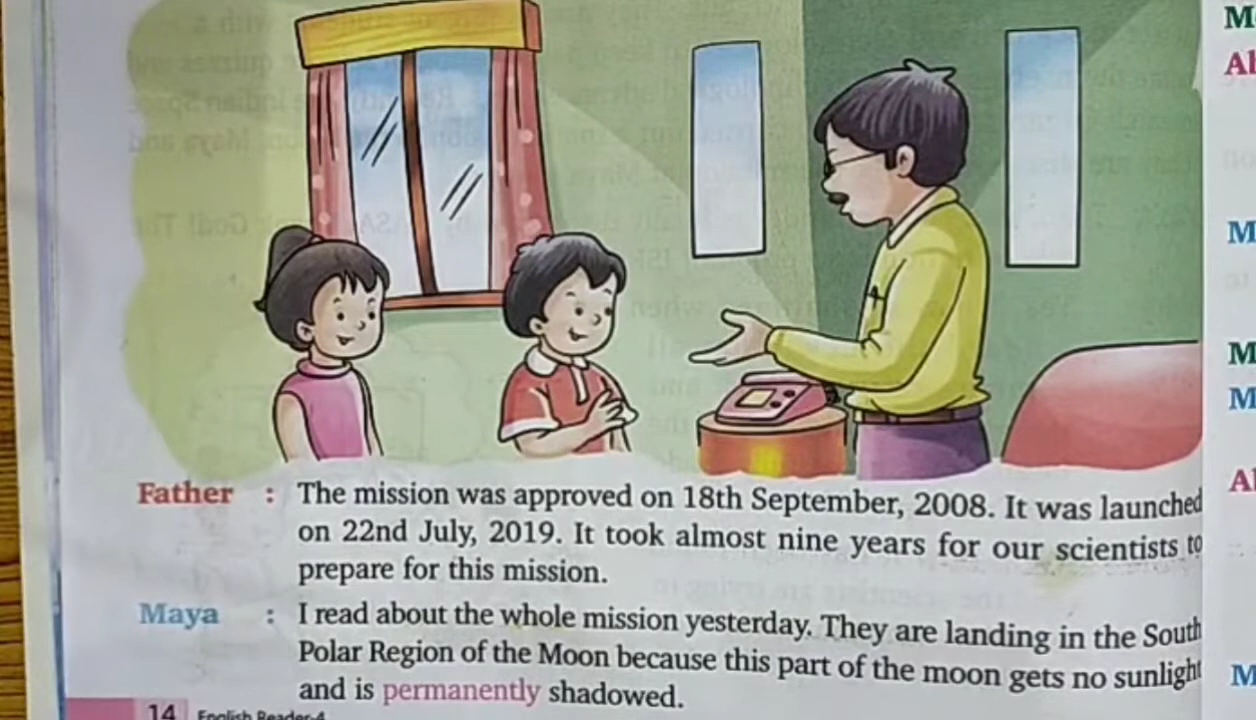 Father : The mission was approved on 18th September, 2008. It was launched
on 22nd July, 2019. It took almost nine years for our scientists to
prepare for this mission.
Maya : I read about the whole mission yesterday. They are landing in the South
Polar Region of the Moon because this part of the moon gets no sunlight
and is permanently shadowed.
14 English Reader-4